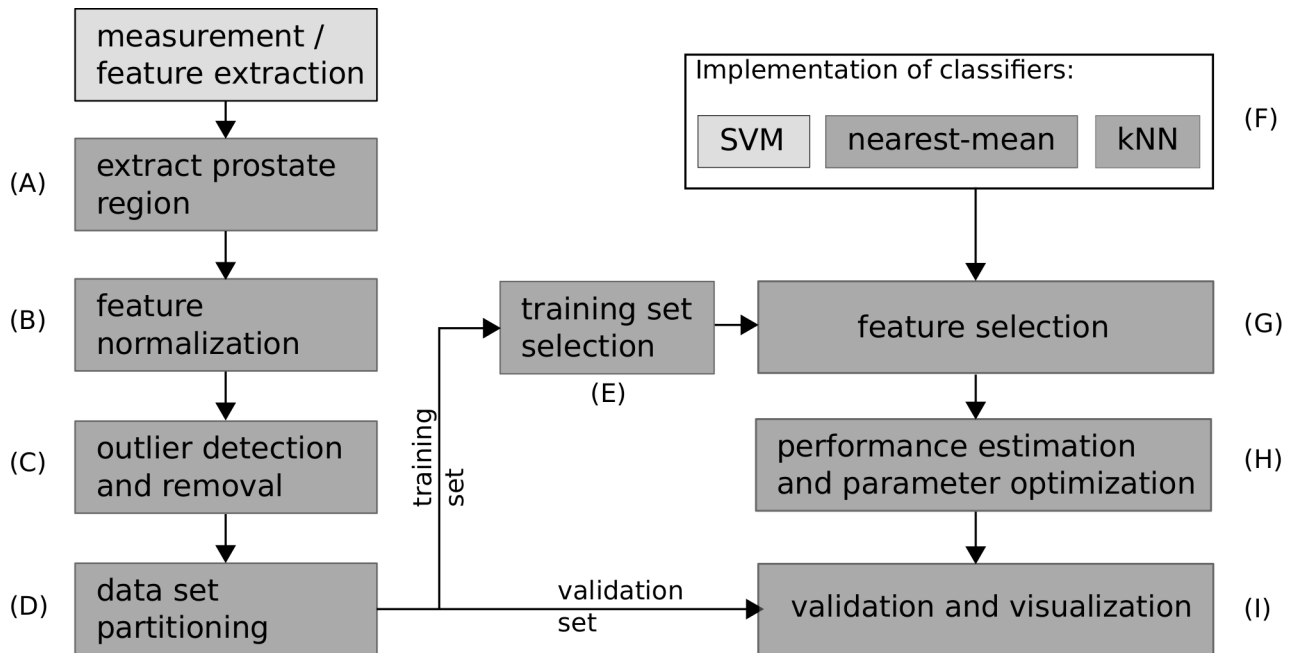 measurement /
feature extraction
(A)
extract prostate
region
(B)
feature
normalization
(C)
outlier detection
and removal
(D)
data set
partitioning
training
set
validation
set
training set
selection
(E)
Implementation of classifiers:
SVM
nearest-mean
kNN
(F)
feature selection
(G)
performance estimation
and parameter optimization
(H)
validation and visualization
(I)